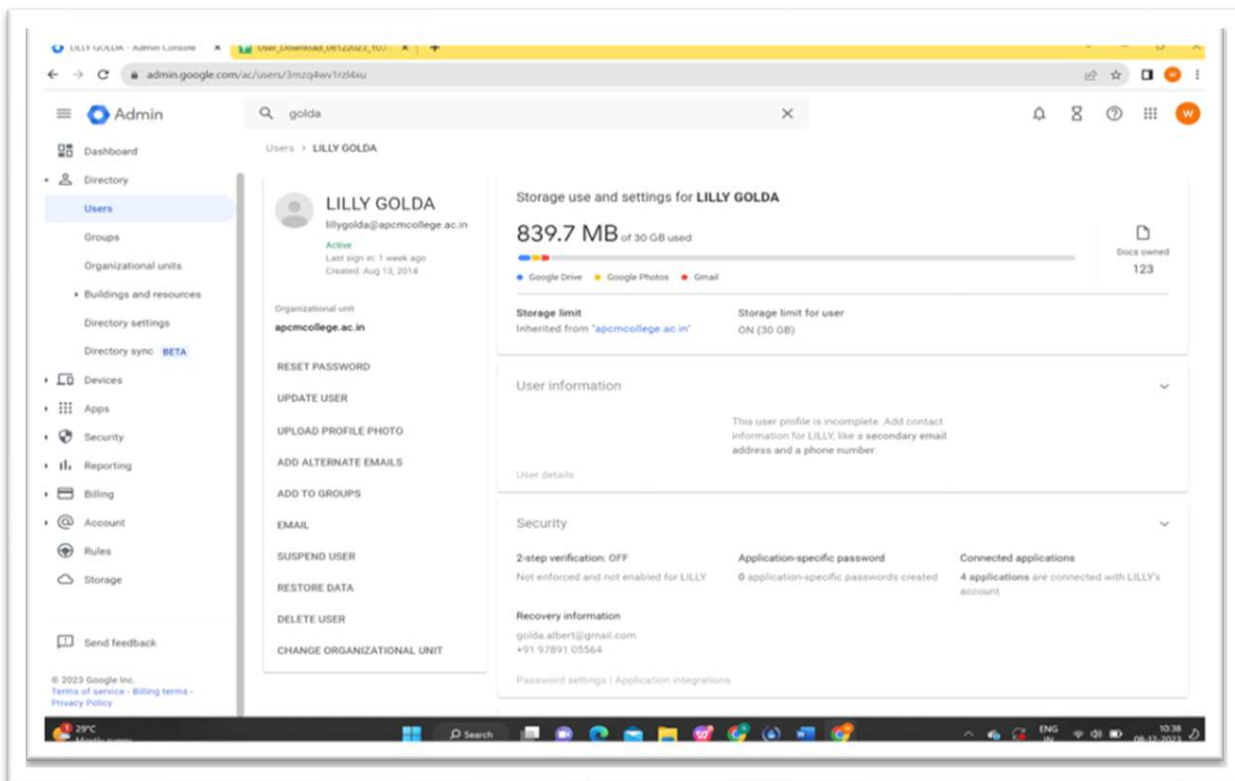 LILLY GOLDA - Admin Console
User_Download_08122023_107
admin.google.com/ac/users/3mzq4wv1rzl4xu
Admin
golda
W
Dashboard
Directory
Users
Groups
Organizational units
Buildings and resources
Directory settings
Directory sync BETA
Devices
Apps
Security
Reporting
Billing
Account
Rules
Storage
Send feedback
© 2023 Google Inc.
Terms of service - Billing terms -
Privacy Policy
Users > LILLY GOLDA
LILLY GOLDA
lillygolda@apcmcollege.ac.in
Active
Last sign in: 1 week ago
Created: Aug 13, 2014
Organizational unit
apcmcollege.ac.in
RESET PASSWORD
UPDATE USER
UPLOAD PROFILE PHOTO
ADD ALTERNATE EMAILS
ADD TO GROUPS
EMAIL
SUSPEND USER
RESTORE DATA
DELETE USER
CHANGE ORGANIZATIONAL UNIT
Storage use and settings for LILLY GOLDA
839.7 MB of 30 GB used
Google Drive Google Photos Gmail
Docs owned
123
Storage limit
Inherited from "apcmcollege.ac.in"
Storage limit for user
ON (30 GB)
User information
This user profile is incomplete. Add contact
information for LILLY, like a secondary email
address and a phone number.
User details
Security
2-step verification: OFF
Not enforced and not enabled for LILLY
Application-specific password
0 application-specific passwords created
Connected applications
4 applications are connected with LILLY's
account
Recovery information
golda.albert@gmail.com
+91 97891 05564
Password settings | Application integrations
1
29°C
Mostly sunny
Search
ENG
IN
10:38
08-12-2023